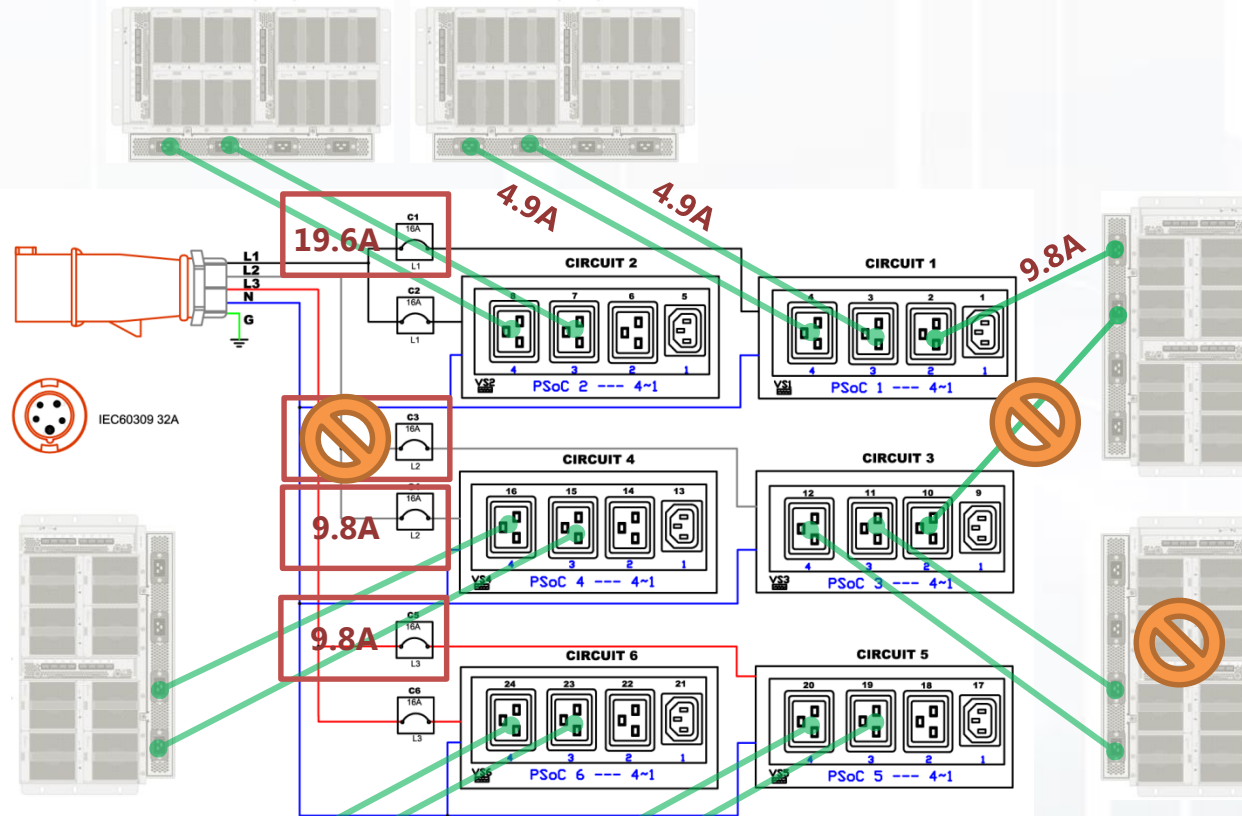 4.9A
4.9A
9.8A
19.6A
C1
16A
L1
L1
L2
L3
N
G
C2
16A
L1
CIRCUIT 2
8
7
6
5
4
3
2
1
VS2
PSoC 2 --- 4~1
CIRCUIT 1
4
3
2
1
4
3
2
1
VS1
PSoC 1 --- 4~1
IEC60309 32A
C3
16A
L2
9.8A
16A
L2
CIRCUIT 4
16
15
14
13
4
3
2
1
VS4
PSoC 4 --- 4~1
CIRCUIT 3
12
11
10
9
4
3
2
1
VS3
PSoC 3 --- 4~1
9.8A
C5
16A
L3
C6
16A
L3
CIRCUIT 6
24
23
22
21
4
3
2
1
VS6
PSoC 6 --- 4~1
CIRCUIT 5
20
19
18
17
4
3
2
1
VS5
PSoC 5 --- 4~1